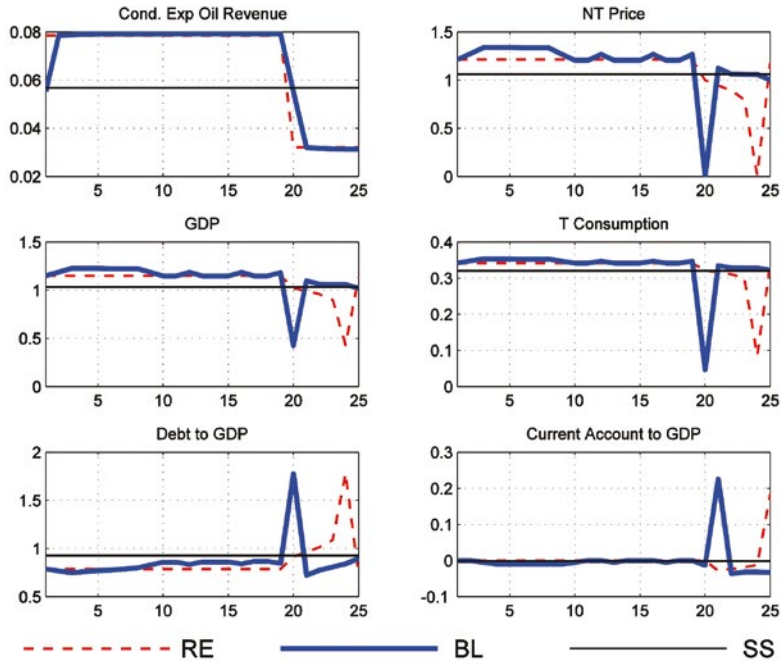 Cond. Exp Oil Revenue
0.08
0.06
0.04
0.02
5 10 15 20 25
NT Price
1.5
1
0.5
0
5 10 15 20 25
GDP
1.5
1
0.5
0
5 10 15 20 25
T Consumption
0.4
0.3
0.2
0.1
0
5 10 15 20 25
Debt to GDP
2
1.5
1
0.5
5 10 15 20 25
Current Account to GDP
0.3
0.2
0.1
0
-0.1
5 10 15 20 25
RE BL SS